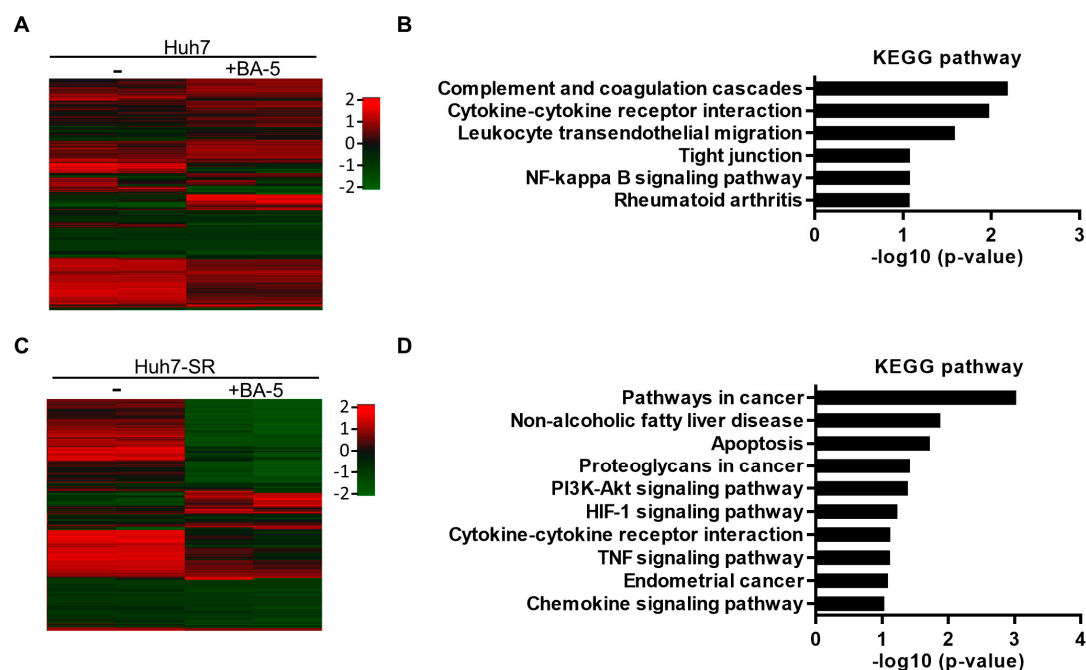 A
Huh7
-
+BA-5
2
1
0
-1
-2
B
KEGG pathway
Complement and coagulation cascades
Cytokine-cytokine receptor interaction
Leukocyte transendothelial migration
Tight junction
NF-kappa B signaling pathway
Rheumatoid arthritis
0 1 2 3
-log10 (p-value)
C
Huh7-SR
-
+BA-5
2
1
0
-1
-2
D
KEGG pathway
Pathways in cancer
Non-alcoholic fatty liver disease
Apoptosis
Proteoglycans in cancer
PI3K-Akt signaling pathway
HIF-1 signaling pathway
Cytokine-cytokine receptor interaction
TNF signaling pathway
Endometrial cancer
Chemokine signaling pathway
0 1 2 3 4
-log10 (p-value)